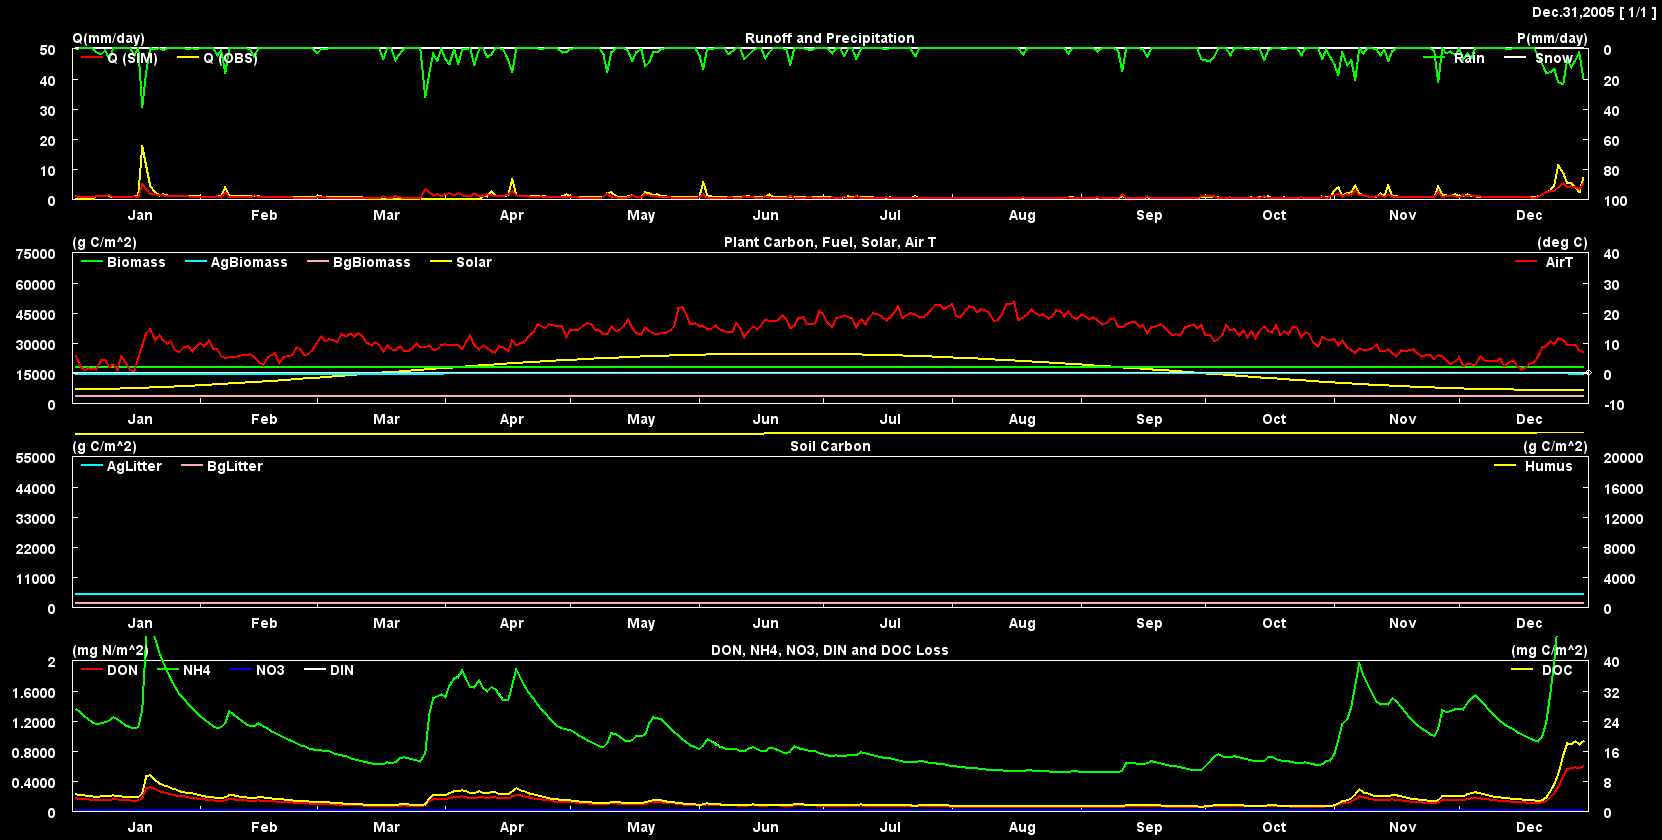 Dec.31,2005 [ 1/1 ]
Q(mm/day) Runoff and Precipitation P(mm/day)
50 0
Q (SIM) Q (OBS) Rain Snow
40 20
30 40
20 60
10 80
0 100
Jan Feb Mar Apr May Jun Jul Aug Sep Oct Nov Dec
(g C/m^2) Plant Carbon, Fuel, Solar, Air T (deg C)
75000 40
Biomass AgBiomass BgBiomass Solar AirT
60000 30
45000 20
30000 10
15000 0
0 -10
Jan Feb Mar Apr May Jun Jul Aug Sep Oct Nov Dec
(g C/m^2) Soil Carbon (g C/m^2)
55000 20000
AgLitter BgLitter Humus
44000 16000
33000 12000
22000 8000
11000 4000
0 0
Jan Feb Mar Apr May Jun Jul Aug Sep Oct Nov Dec
(mg N/m^2) DON, NH4, NO3, DIN and DOC Loss (mg C/m^2)
2 40
DON NH4 NO3 DIN DOC
1.6000 32
1.2000 24
0.8000 16
0.4000 8
0 0
Jan Feb Mar Apr May Jun Jul Aug Sep Oct Nov Dec